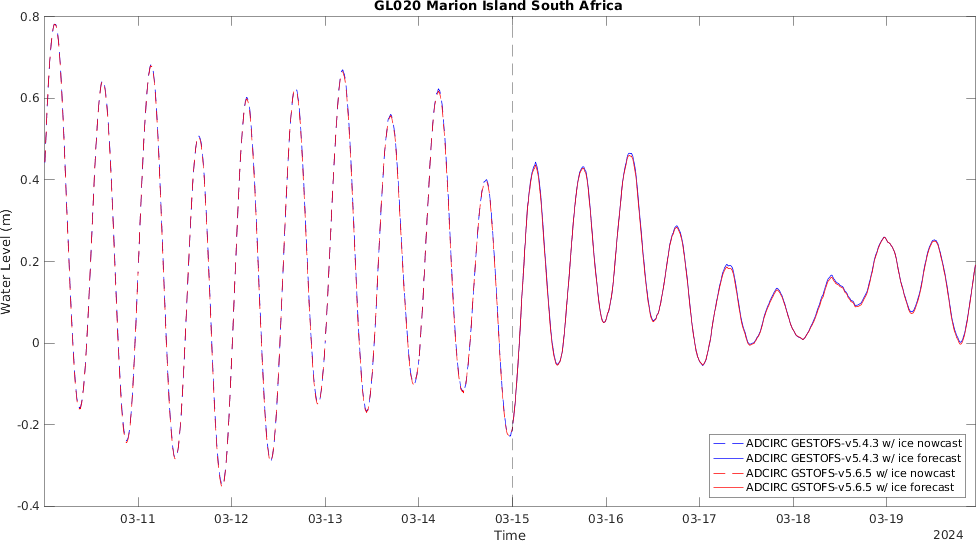 GL020 Marion Island South Africa
0.8
0.6
0.4
0.2
0
-0.2
-0.4
Water Level (m)
ADCIRC GESTOFS-v5.4.3 w/ ice nowcast
ADCIRC GESTOFS-v5.4.3 w/ ice forecast
ADCIRC GSTOFS-v5.6.5 w/ ice nowcast
ADCIRC GSTOFS-v5.6.5 w/ ice forecast
03-11 03-12 03-13 03-14 03-15 03-16 03-17 03-18 03-19
Time
2024